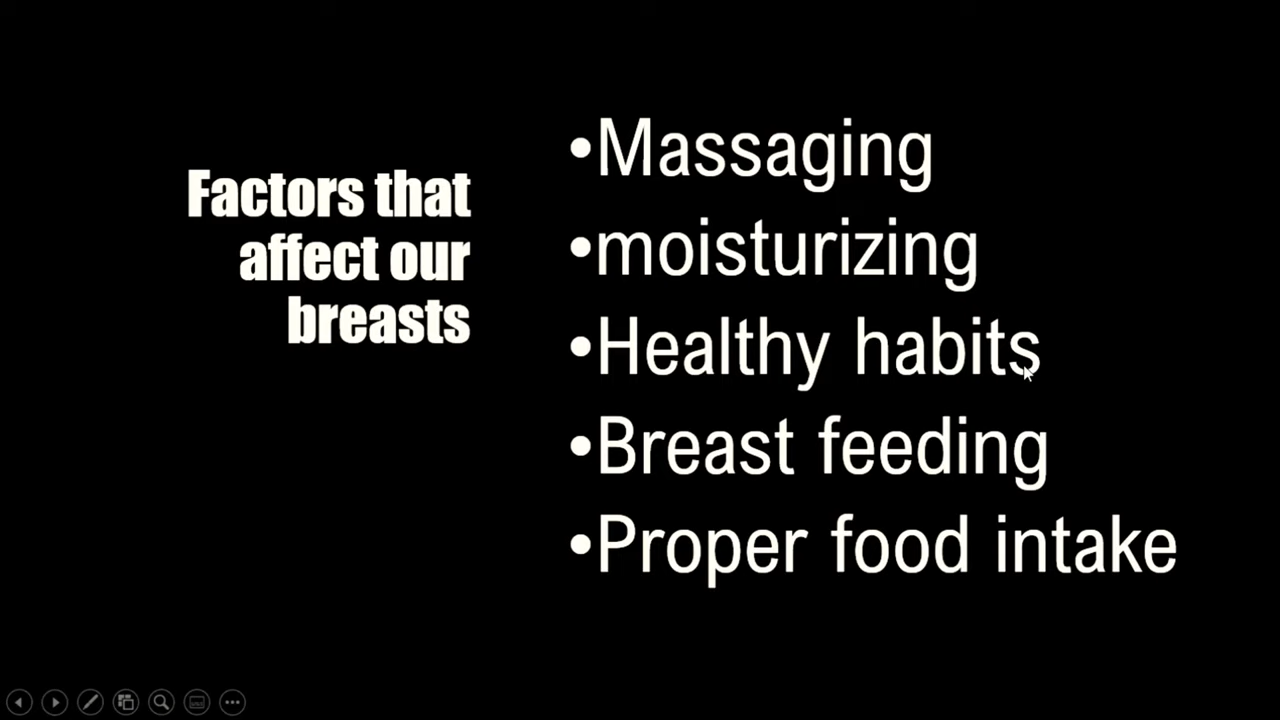 Factors that
affect our
breasts
•Massaging
•moisturizing
•Healthy habits
•Breast feeding
•Proper food intake